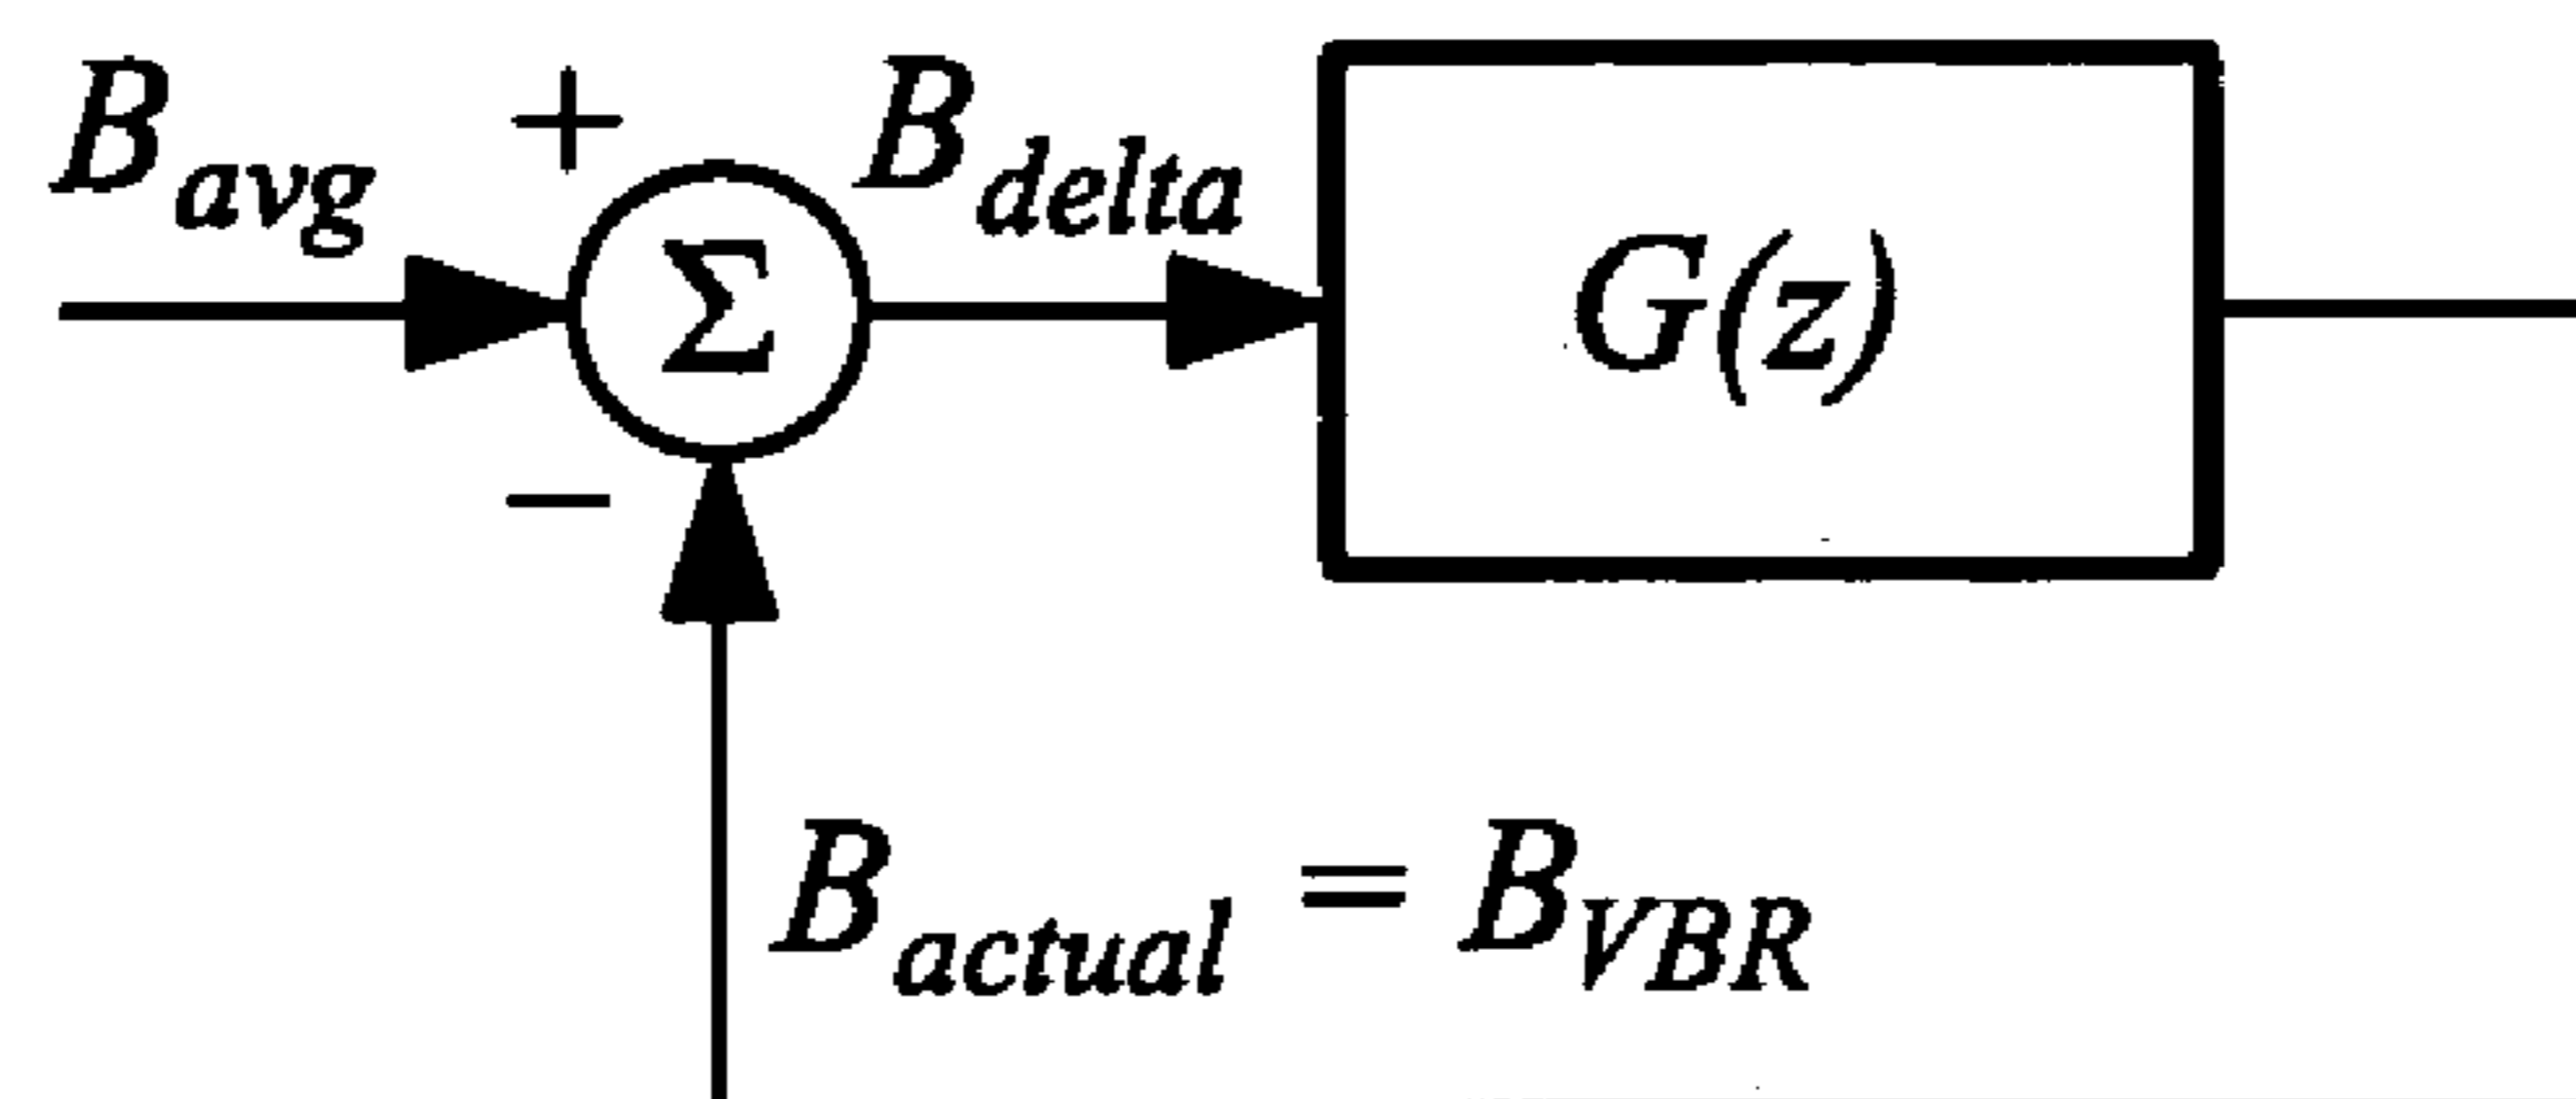 B_avg + B_delta
Σ G(z)
−
B_actual = B_VBR